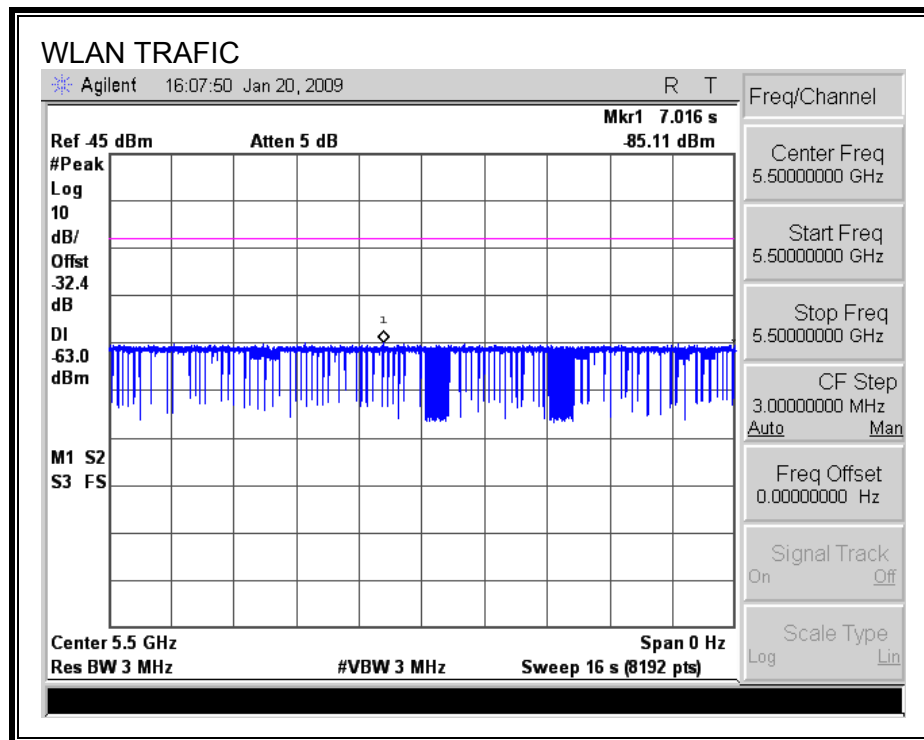 WLAN TRAFIC
Agilent 16:07:50 Jan 20, 2009 R T
Freq/Channel
Mkr1 7.016 s
Ref -45 dBm Atten 5 dB -85.11 dBm
#Peak
Log
10
dB/
Offst
-32.4
dB
DI
-63.0
dBm
M1 S2
S3 FS
1
Center 5.5 GHz Span 0 Hz
Res BW 3 MHz #VBW 3 MHz Sweep 16 s (8192 pts)
Center Freq
5.50000000 GHz
Start Freq
5.50000000 GHz
Stop Freq
5.50000000 GHz
CF Step
3.00000000 MHz
Auto Man
Freq Offset
0.00000000 Hz
Signal Track
On Off
Scale Type
Log Lin